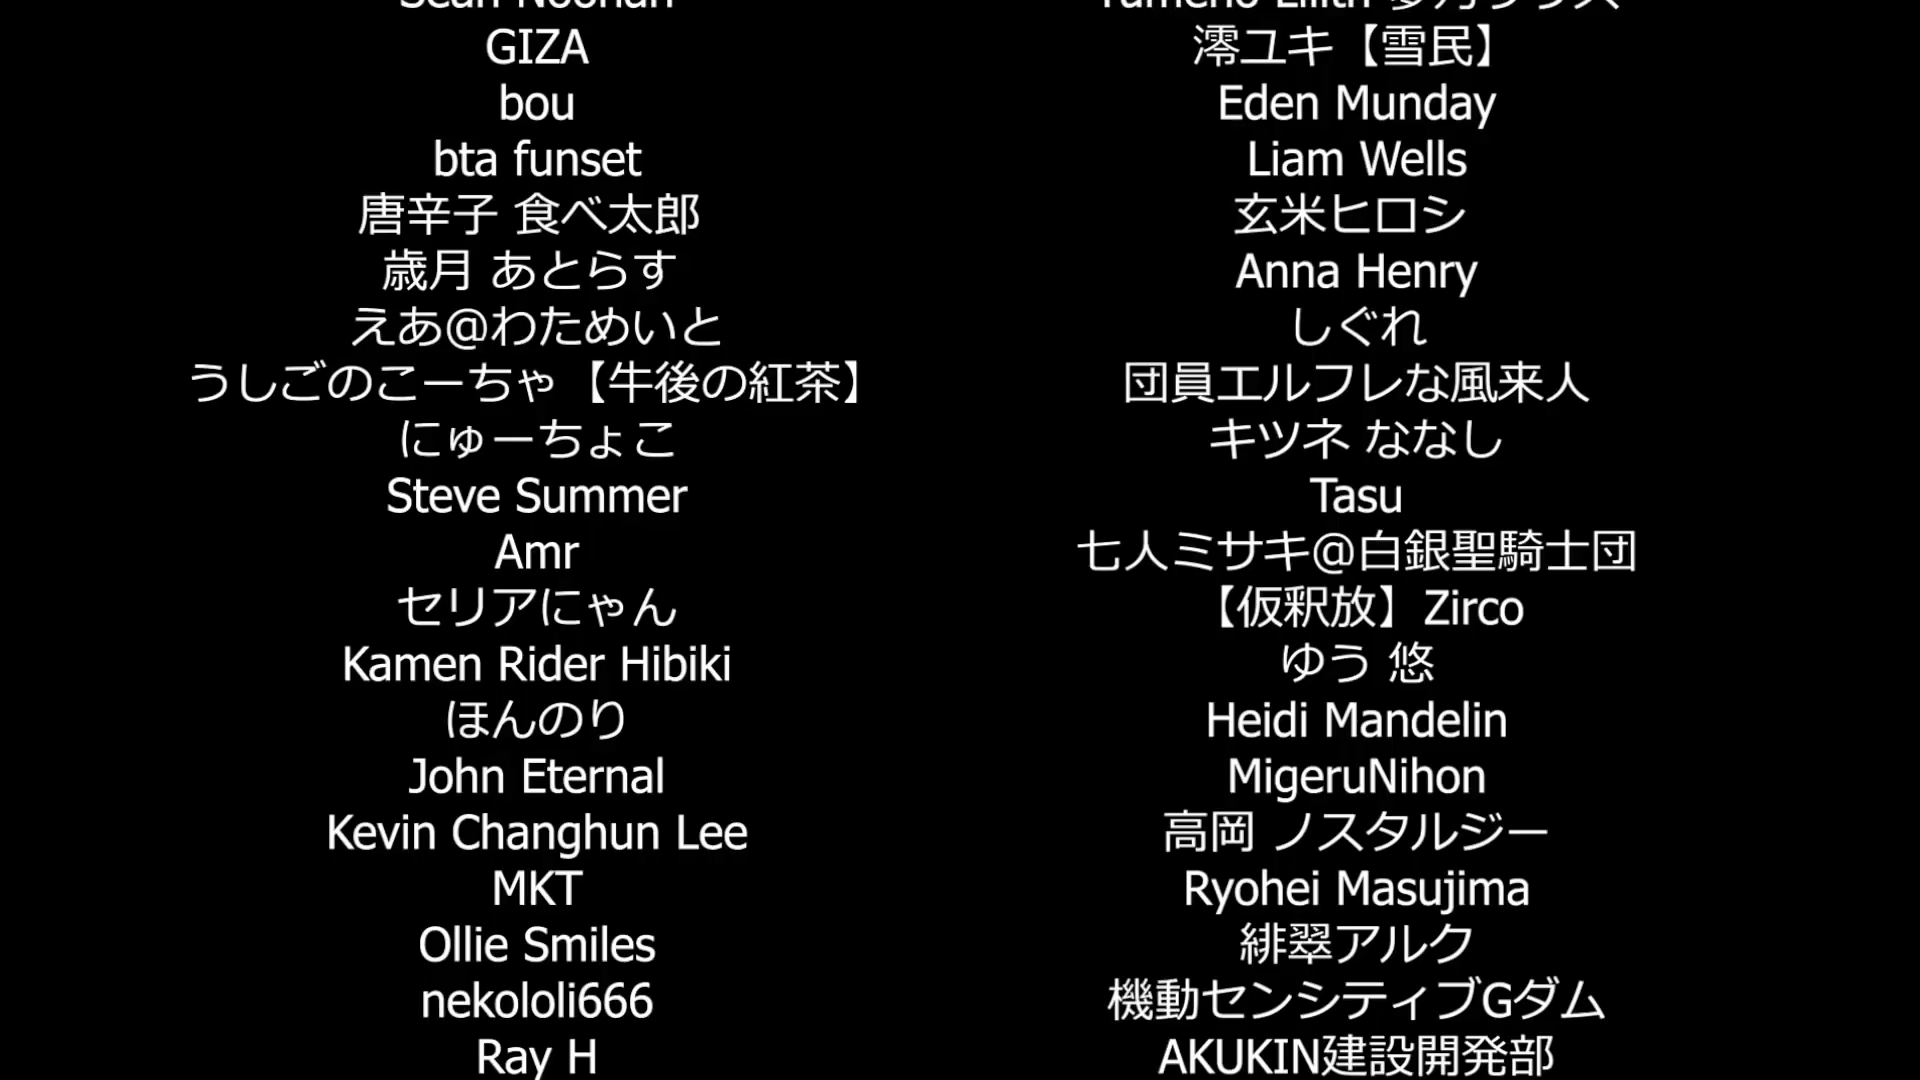 Sean Noonan
GIZA
bou
bta funset
唐辛子 食べ太郎
歳月 あとらす
えあ@わためいと
うしごのこーちゃ【牛後の紅茶】
にゅーちょこ
Steve Summer
Amr
セリアにゃん
Kamen Rider Hibiki
ほんのり
John Eternal
Kevin Changhun Lee
MKT
Ollie Smiles
nekololi666
Ray H
Yumeno Lilith
澪ユキ【雪民】
Eden Munday
Liam Wells
玄米ヒロシ
Anna Henry
しぐれ
団員エルフレな風来人
キツネ ななし
Tasu
七人ミサキ@白銀聖騎士団
【仮釈放】Zirco
ゆう 悠
Heidi Mandelin
MigeruNihon
高岡 ノスタルジー
Ryohei Masujima
緋翠アルク
機動センシティブGダム
AKUKIN建設開発部